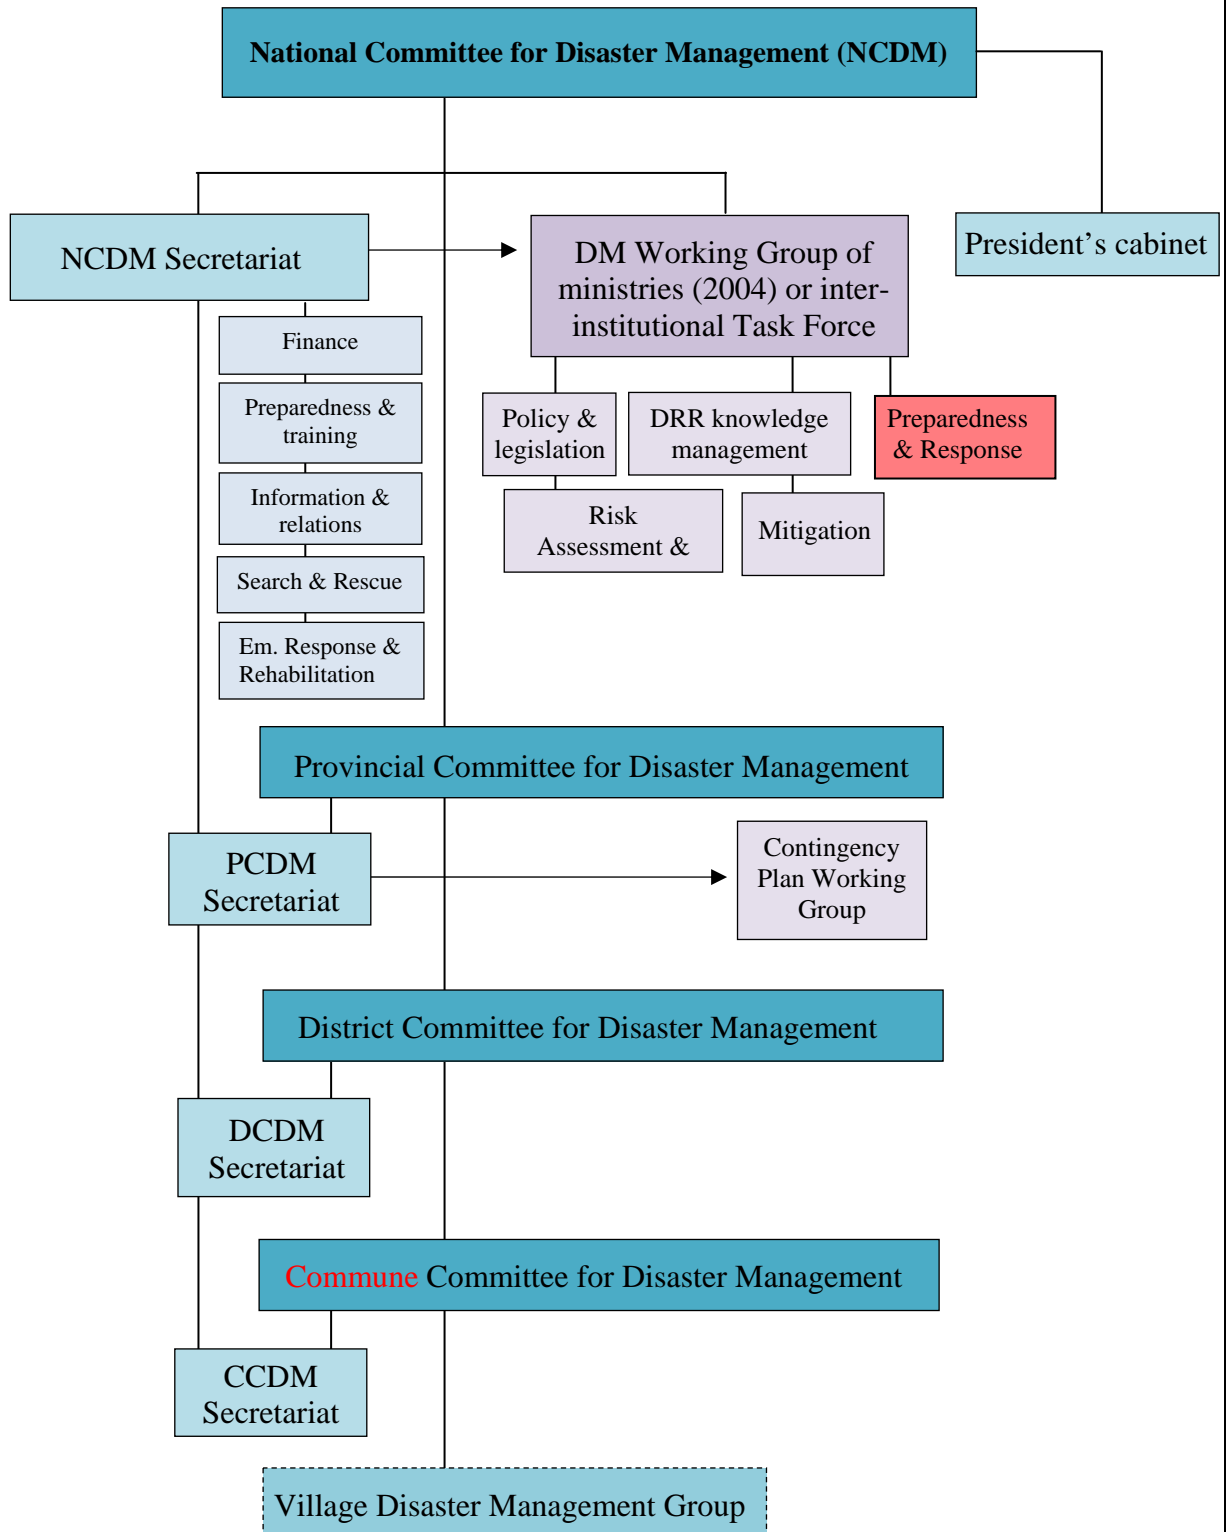 National Committee for Disaster Management (NCDM)
NCDM Secretariat
DM Working Group of
ministries (2004) or inter-
institutional Task Force
President’s cabinet
Finance
Preparedness &
training
Information &
relations
Search & Rescue
Em. Response &
Rehabilitation
Policy &
legislation
DRR knowledge
management
Preparedness
& Response
Risk
Assessment &
Mitigation
Provincial Committee for Disaster Management
PCDM
Secretariat
Contingency
Plan Working
Group
District Committee for Disaster Management
DCDM
Secretariat
Commune Committee for Disaster Management
CCDM
Secretariat
Village Disaster Management Group